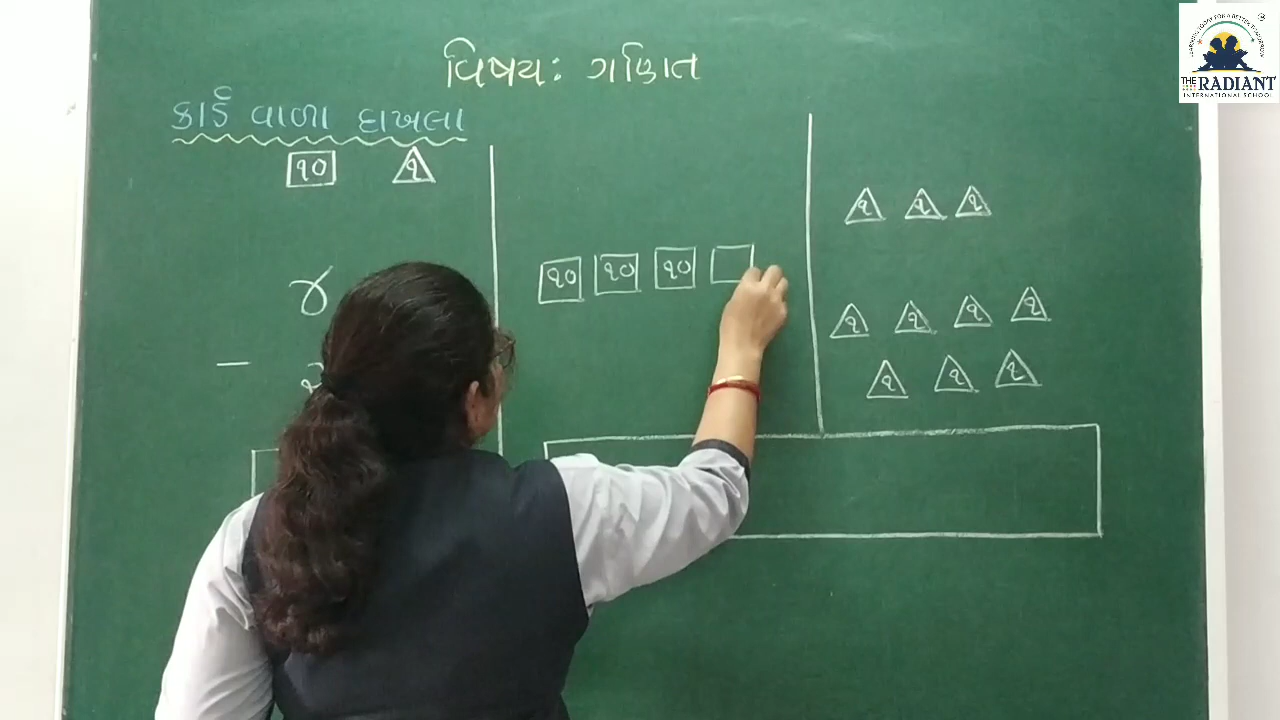 વિષય: ગણિત
કાર્ડ વાળા દાખલા
૧૦ ૧
૧ ૧ ૧
૪
૧૦ ૧૦ ૧૦
૧ ૧ ૧ ૧
–
૧ ૧ ૧
THE RADIANT
INTERNATIONAL SCHOOL